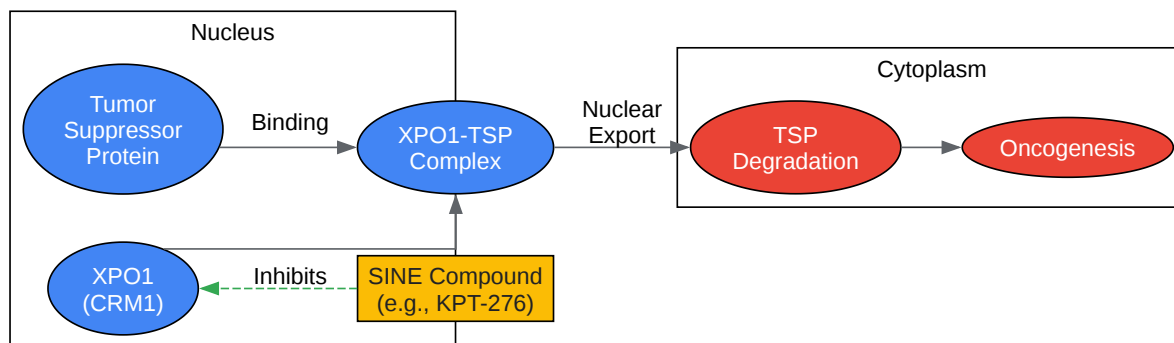 Nucleus
Tumor
Suppressor
Protein
Binding
XPO1-TSP
Complex
Nuclear
Export
Cytoplasm
TSP
Degradation
Oncogenesis
XPO1
(CRM1)
Inhibits
SINE Compound
(e.g., KPT-276)